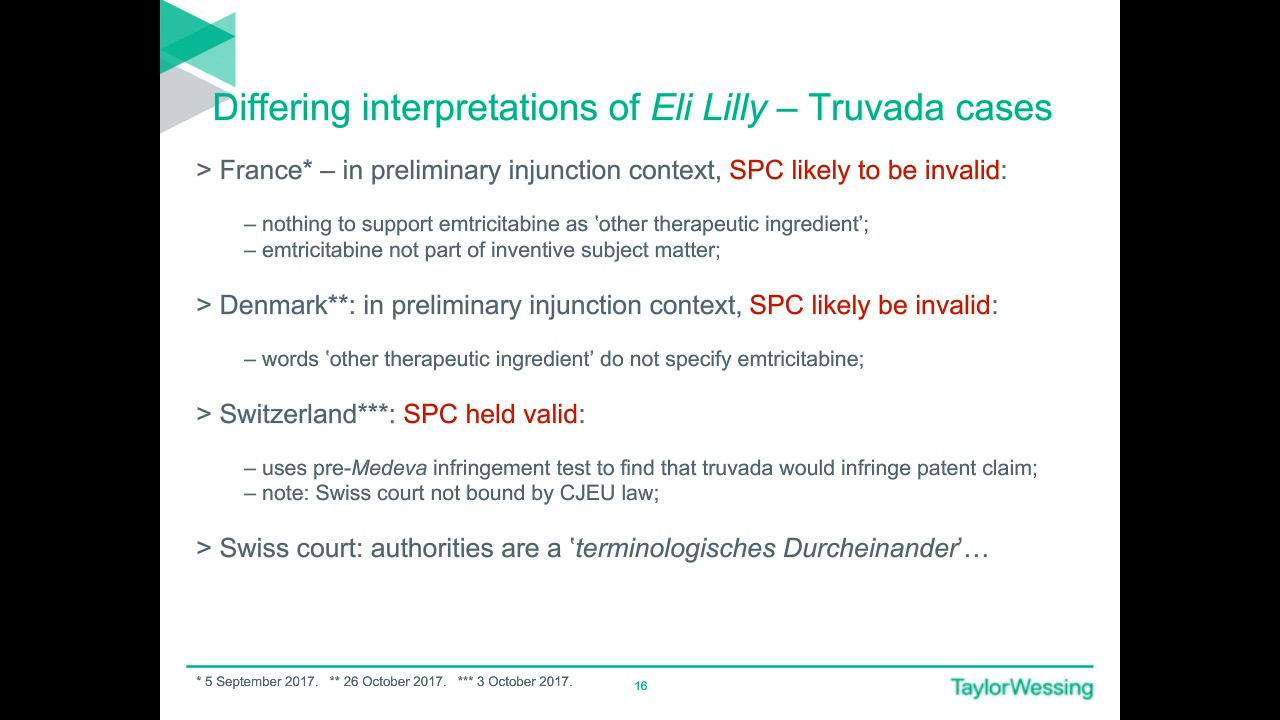 Differing interpretations of Eli Lilly – Truvada cases
> France* – in preliminary injunction context, SPC likely to be invalid:
– nothing to support emtricitabine as ‛other therapeutic ingredient’;
– emtricitabine not part of inventive subject matter;
> Denmark**: in preliminary injunction context, SPC likely be invalid:
– words ‛other therapeutic ingredient’ do not specify emtricitabine;
> Switzerland***: SPC held valid:
– uses pre-Medeva infringement test to find that truvada would infringe patent claim;
– note: Swiss court not bound by CJEU law;
> Swiss court: authorities are a ‛terminologisches Durcheinander’…
* 5 September 2017. ** 26 October 2017. *** 3 October 2017.
16
TaylorWessing